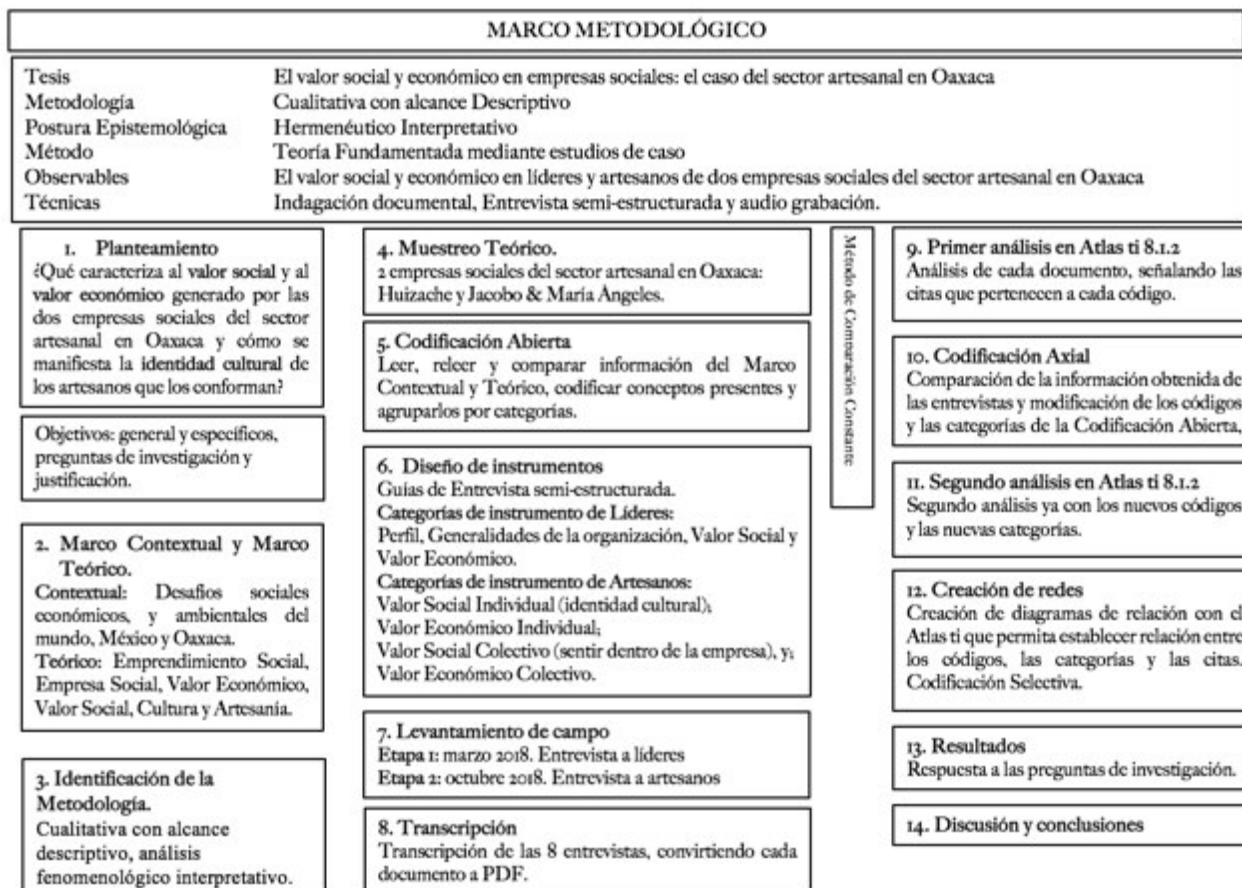 MARCO METODOLÓGICO
Tesis El valor social y económico en empresas sociales: el caso del sector artesanal en Oaxaca
Metodología Cualitativa con alcance Descriptivo
Postura Epistemológica Hermenéutico Interpretativo
Método Teoría Fundamentada mediante estudios de caso
Observables El valor social y económico en líderes y artesanos de dos empresas sociales del sector artesanal en Oaxaca
Técnicas Indagación documental, Entrevista semi-estructurada y audio grabación.
1. Planteamiento
¿Qué caracteriza al valor social y al
valor económico generado por las
dos empresas sociales del sector
artesanal en Oaxaca y cómo se
manifiesta la identidad cultural de
los artesanos que los conforman?
Objetivos: general y específicos,
preguntas de investigación y
justificación.
2. Marco Contextual y Marco
Teórico.
Contextual: Desafíos sociales
económicos, y ambientales del
mundo, México y Oaxaca.
Teórico: Emprendimiento Social,
Empresa Social, Valor Económico,
Valor Social, Cultura y Artesanía.
3. Identificación de la
Metodología.
Cualitativa con alcance
descriptivo, análisis
fenomenológico interpretativo.
4. Muestreo Teórico.
2 empresas sociales del sector artesanal en Oaxaca:
Huizache y Jacobo & María Ángeles.
5. Codificación Abierta
Leer, releer y comparar información del Marco
Contextual y Teórico, codificar conceptos presentes y
agruparlos por categorías.
6. Diseño de instrumentos
Guías de Entrevista semi-estructurada.
Categorías de instrumento de Líderes:
Perfil, Generalidades de la organización, Valor Social y
Valor Económico.
Categorías de instrumento de Artesanos:
Valor Social Individual (identidad cultural);
Valor Económico Individual;
Valor Social Colectivo (sentir dentro de la empresa), y;
Valor Económico Colectivo.
7. Levantamiento de campo
Etapa 1: marzo 2018. Entrevista a líderes
Etapa 2: octubre 2018. Entrevista a artesanos
8. Transcripción
Transcripción de las 8 entrevistas, convirtiendo cada
documento a PDF.
Método de Comparación Constante
9. Primer análisis en Atlas ti 8.1.2
Análisis de cada documento, señalando las
citas que pertenecen a cada código.
10. Codificación Axial
Comparación de la información obtenida de
las entrevistas y modificación de los códigos
y las categorías de la Codificación Abierta,
11. Segundo análisis en Atlas ti 8.1.2
Segundo análisis ya con los nuevos códigos
y las nuevas categorías.
12. Creación de redes
Creación de diagramas de relación con el
Atlas ti que permita establecer relación entre
los códigos, las categorías y las citas.
Codificación Selectiva.
13. Resultados
Respuesta a las preguntas de investigación.
14. Discusión y conclusiones